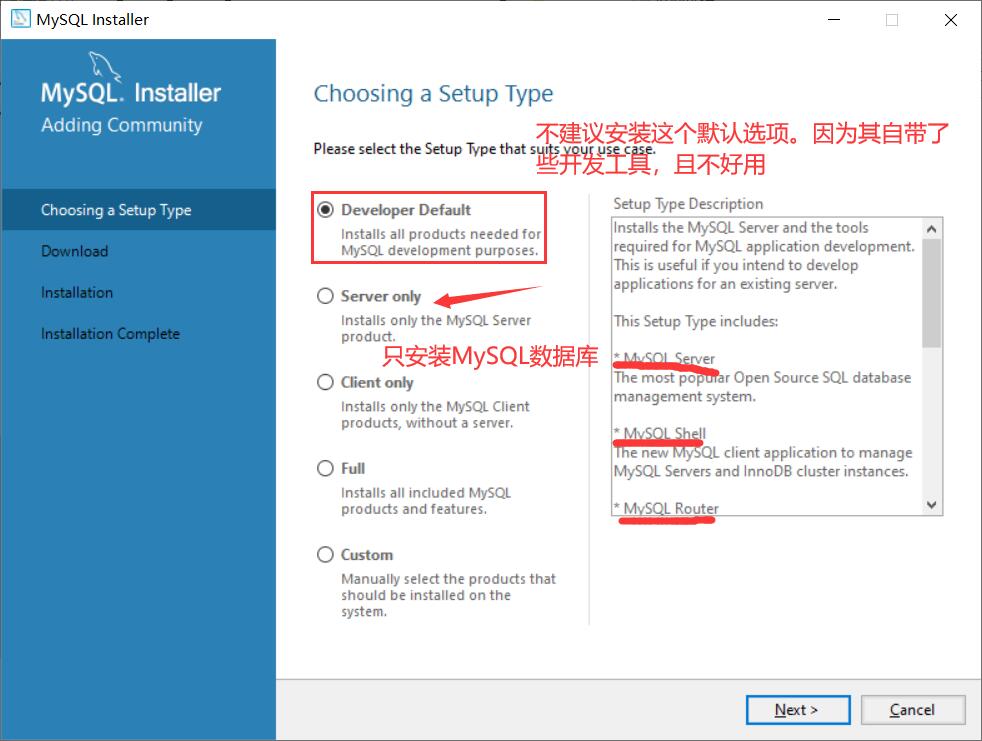 MySQL Installer
MySQL. Installer
Adding Community
Choosing a Setup Type
Download
Installation
Installation Complete
Choosing a Setup Type
不建议安装这个默认选项。因为其自带了
些开发工具，且不好用
Please select the Setup Type that suits your use case.
Developer Default
Installs all products needed for
MySQL development purposes.
Server only
Installs only the MySQL Server
product.
只安装MySQL数据库
Client only
Installs only the MySQL Client
products, without a server.
Full
Installs all included MySQL
products and features.
Custom
Manually select the products that
should be installed on the
system.
Setup Type Description
Installs the MySQL Server and the tools
required for MySQL application development.
This is useful if you intend to develop
applications for an existing server.
This Setup Type includes:
* MySQL Server
The most popular Open Source SQL database
management system.
* MySQL Shell
The new MySQL client application to manage
MySQL Servers and InnoDB cluster instances.
* MySQL Router
Next >
Cancel